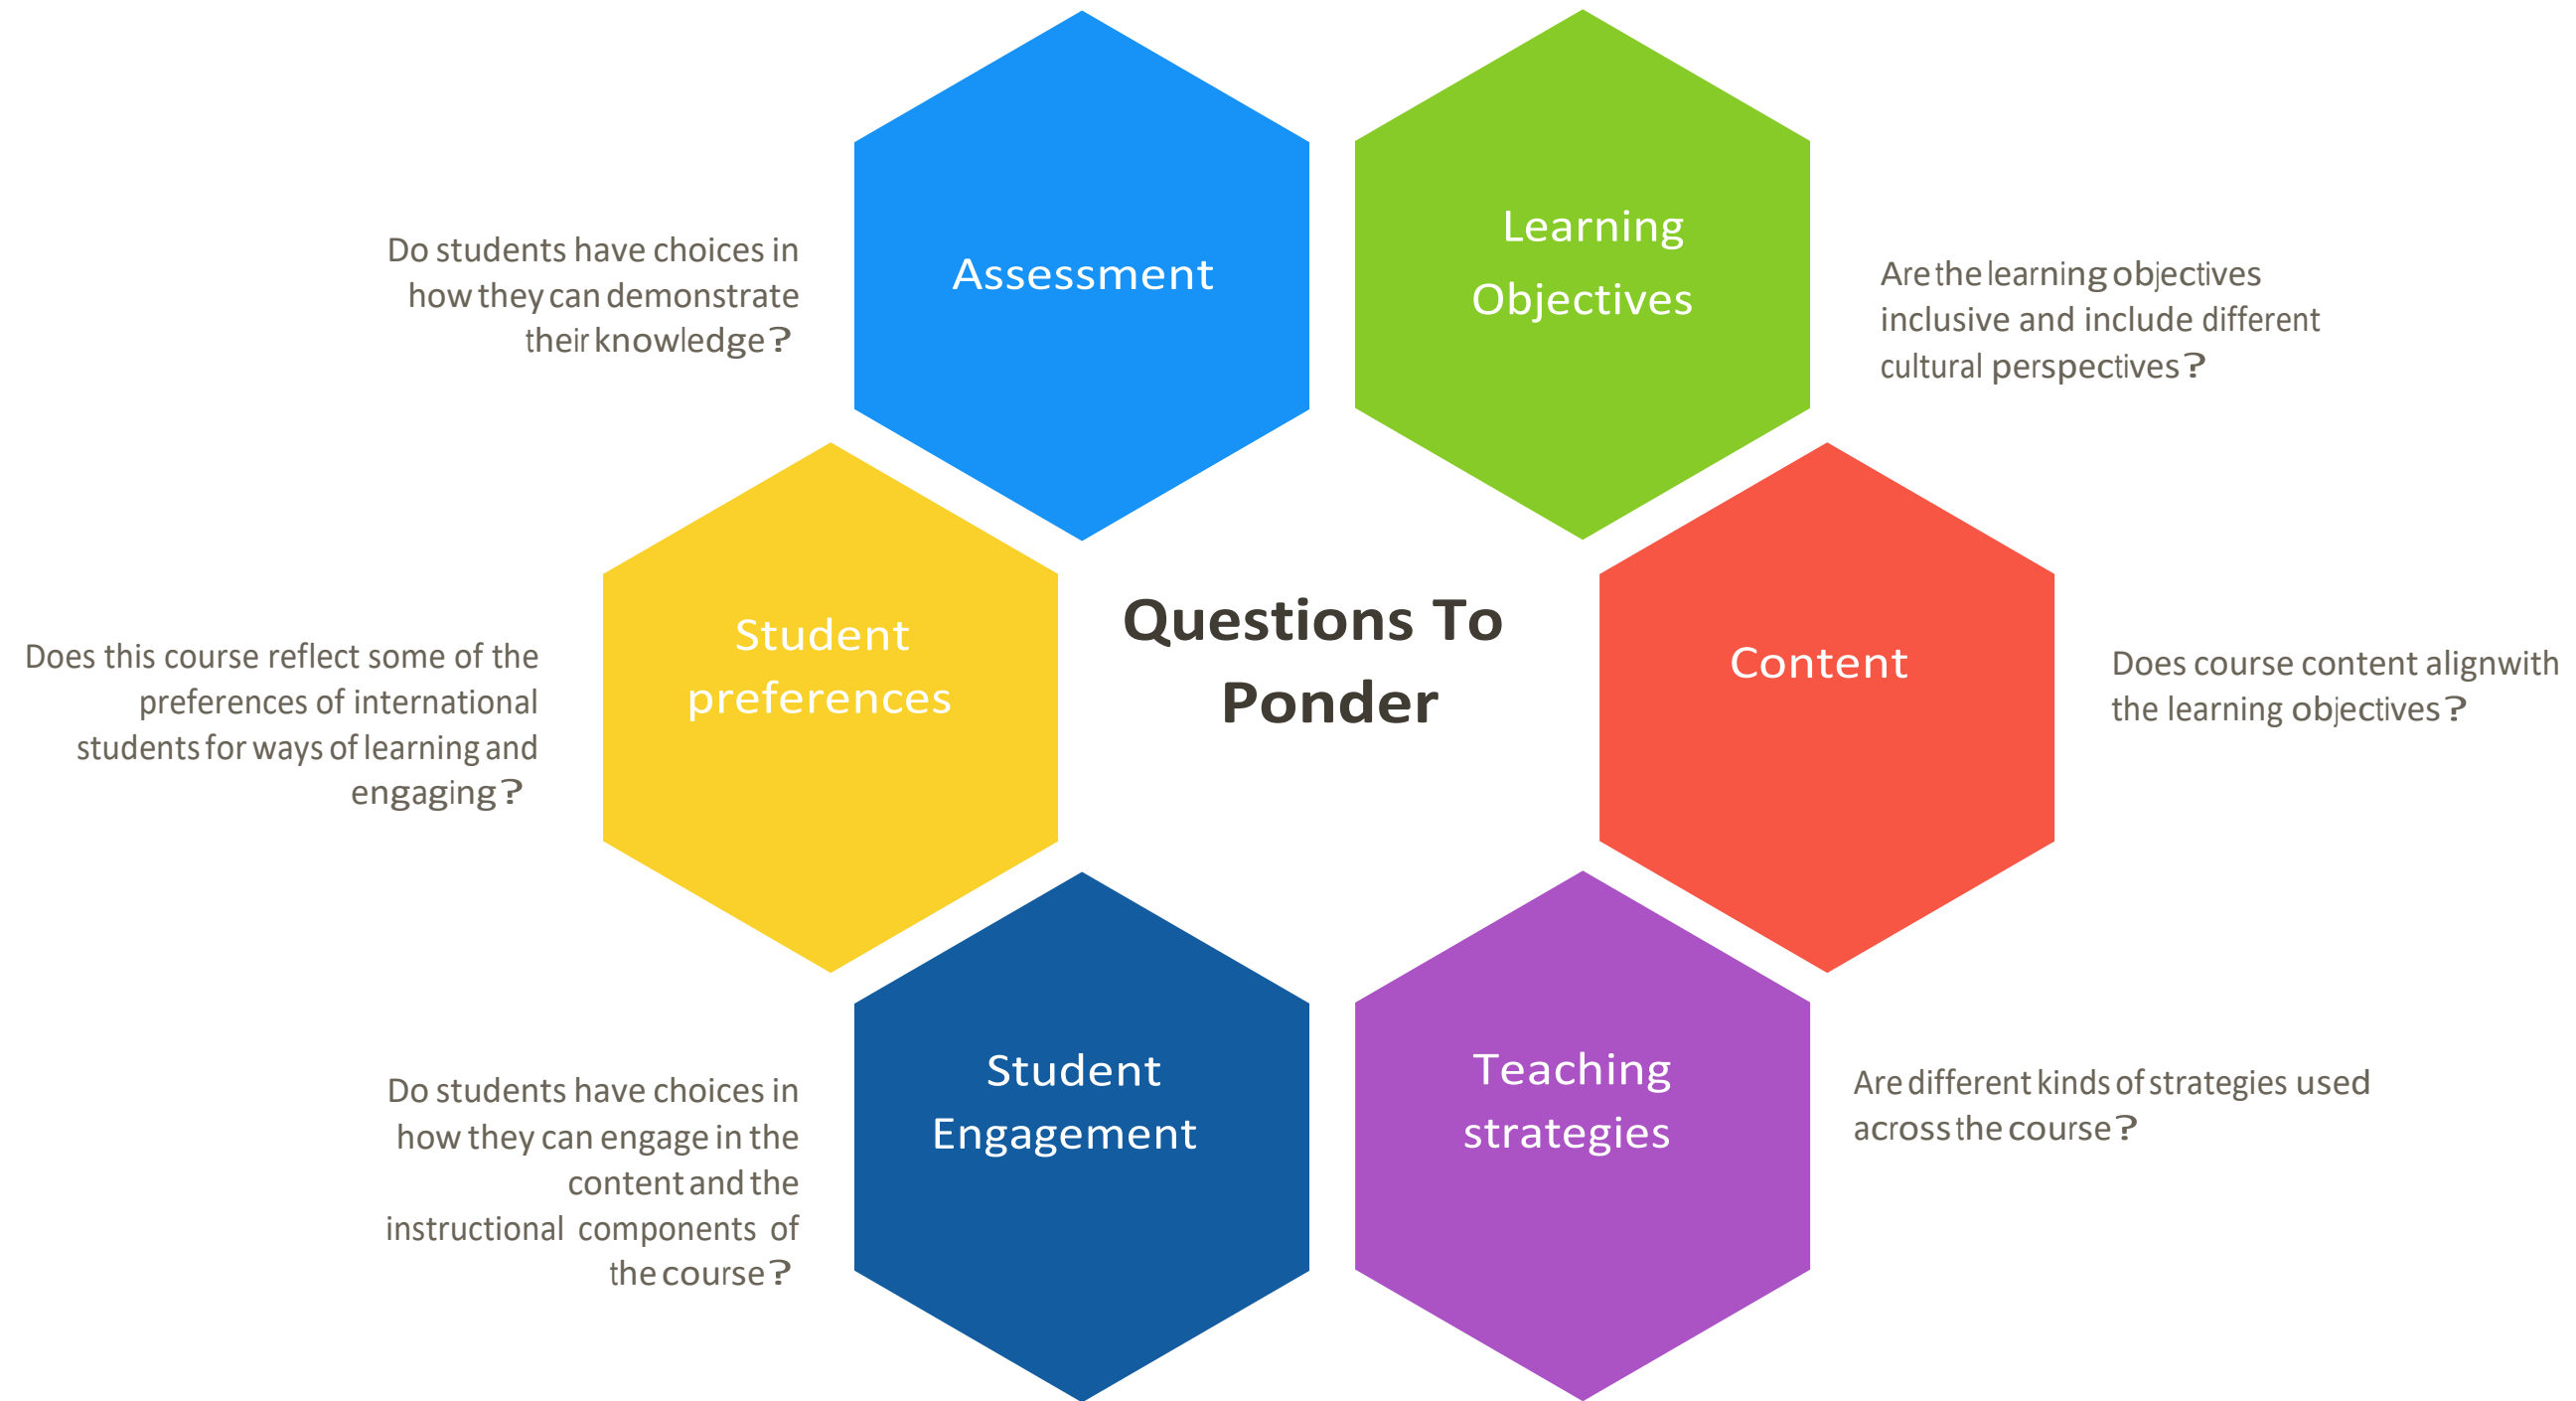 Assessment
Do students have choices in
how they can demonstrate
their knowledge?
Learning
Objectives
Are the learning objectives
inclusive and include different
cultural perspectives?
Student
preferences
Does this course reflect some of the
preferences of international
students for ways of learning and
engaging?
Questions To
Ponder
Content
Does course content alignwith
the learning objectives?
Student
Engagement
Do students have choices in
how they can engage in the
content and the
instructional components of
the course?
Teaching
strategies
Are different kinds of strategies used
across the course?